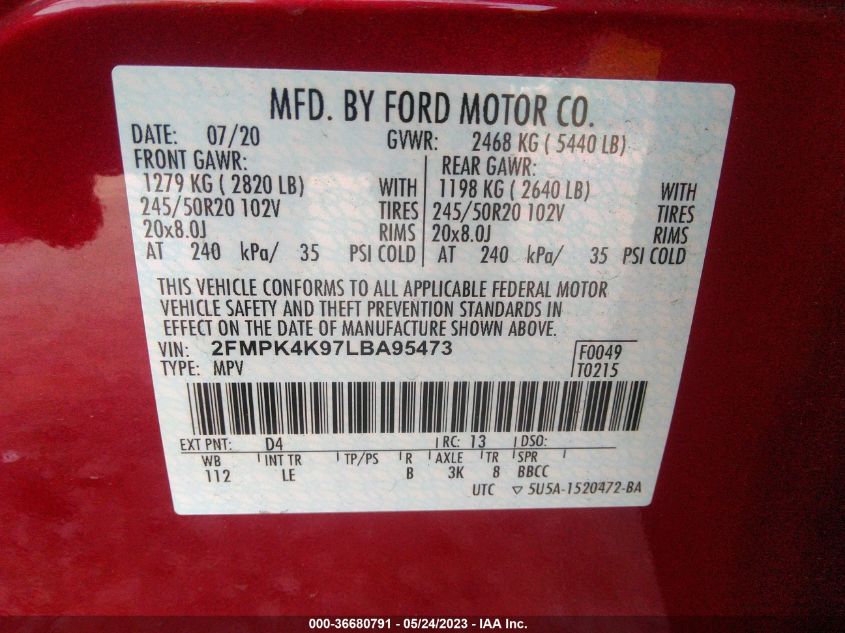 MFD. BY FORD MOTOR CO.
DATE: 07/20 GVWR: 2468 KG ( 5440 LB)
FRONT GAWR: REAR GAWR:
1279 KG ( 2820 LB) WITH 1198 KG ( 2640 LB) WITH
245/50R20 102V TIRES 245/50R20 102V TIRES
20x8.0J RIMS 20x8.0J RIMS
AT 240 kPa/ 35 PSI COLD AT 240 kPa/ 35 PSI COLD
THIS VEHICLE CONFORMS TO ALL APPLICABLE FEDERAL MOTOR
VEHICLE SAFETY AND THEFT PREVENTION STANDARDS IN
EFFECT ON THE DATE OF MANUFACTURE SHOWN ABOVE.
VIN: 2FMPK4K97LBA95473 F0049
TYPE: MPV T0215
EXT PNT: D4 RC: 13 DSO:
WB INT TR TP/PS R AXLE TR SPR
112 LE B 3K 8 BBCC
UTC ▽ 5U5A-1520472-BA
000-36680791 / 05/24/2023 - IAA Inc.